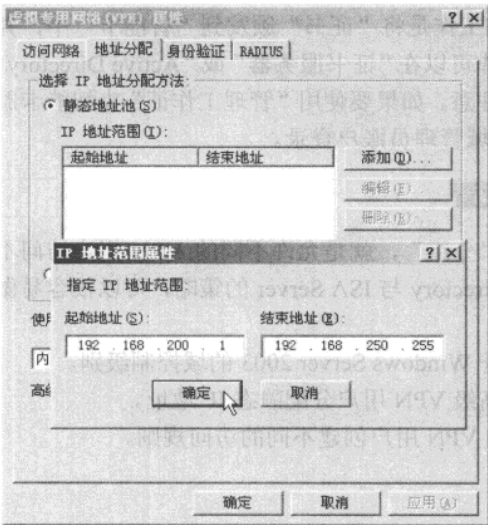 虚拟专用网络(VPN) 属性
访问网络 地址分配 身份验证 RADIUS
选择 IP 地址分配方法:
静态地址池(S)
IP 地址范围(I):
起始地址 结束地址
添加(D)...
编辑(E)
删除(R)
IP 地址范围属性
指定 IP 地址范围
起始地址(S): 结束地址(E):
192 . 168 . 200 . 1 192 . 168 . 250 . 255
确定 取消
使用
内
高级
确定 取消 应用(A)